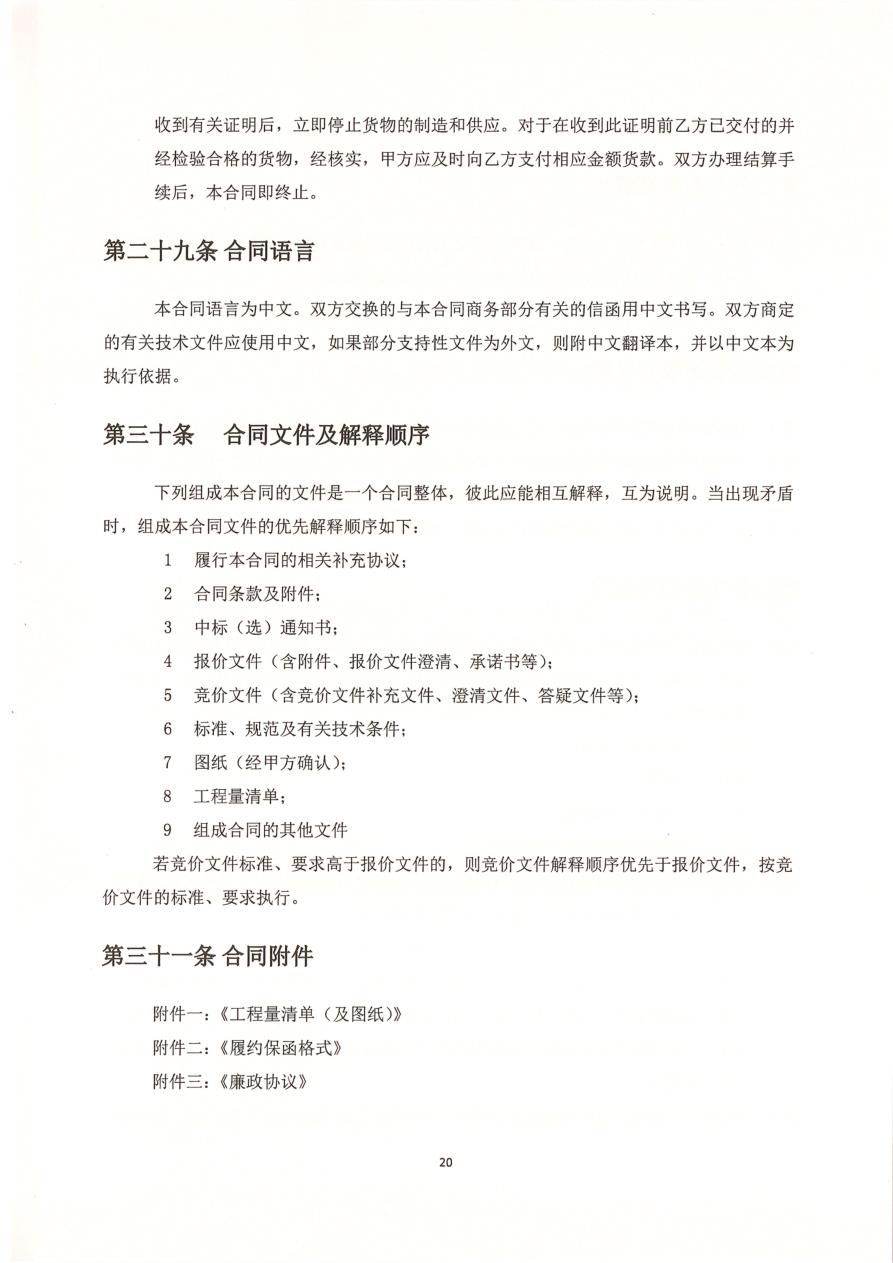 收到有关证明后，立即停止货物的制造和供应。对于在收到此证明前乙方已交付的并
经检验合格的货物，经核实，甲方应及时向乙方支付相应金额货款。双方办理结算手
续后，本合同即终止。
第二十九条 合同语言
本合同语言为中文。双方交换的与本合同商务部分有关的信函用中文书写。双方商定
的有关技术文件应使用中文，如果部分支持性文件为外文，则附中文翻译本，并以中文本为
执行依据。
第三十条 合同文件及解释顺序
下列组成本合同的文件是一个合同整体，彼此应能相互解释，互为说明。当出现矛盾
时，组成本合同文件的优先解释顺序如下：
1 履行本合同的相关补充协议；
2 合同条款及附件；
3 中标（选）通知书；
4 报价文件（含附件、报价文件澄清、承诺书等）；
5 竞价文件（含竞价文件补充文件、澄清文件、答疑文件等）；
6 标准、规范及有关技术条件；
7 图纸（经甲方确认）；
8 工程量清单；
9 组成合同的其他文件
若竞价文件标准、要求高于报价文件的，则竞价文件解释顺序优先于报价文件，按竞
价文件的标准、要求执行。
第三十一条 合同附件
附件一：《工程量清单（及图纸）》
附件二：《履约保函格式》
附件三：《廉政协议》
20